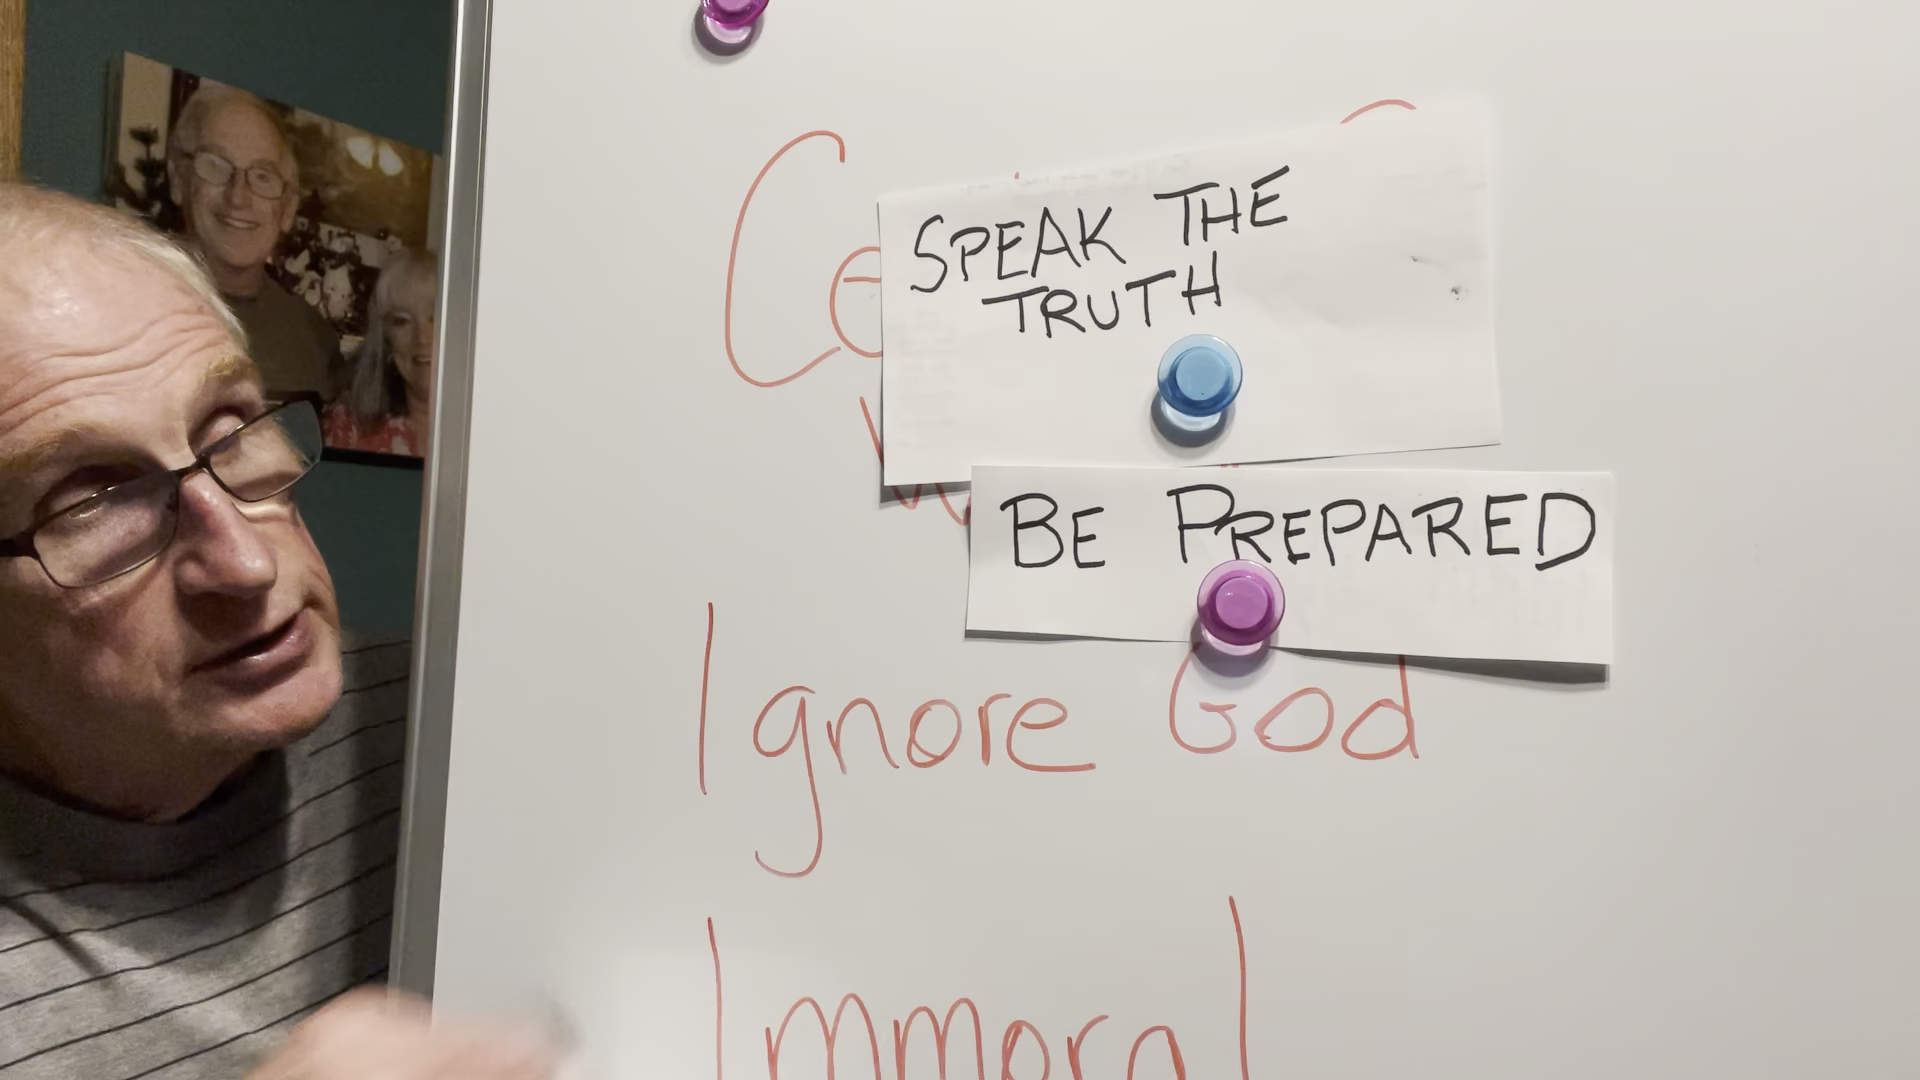 SPEAK THE
TRUTH
BE PREPARED
Ignore God
Immoral